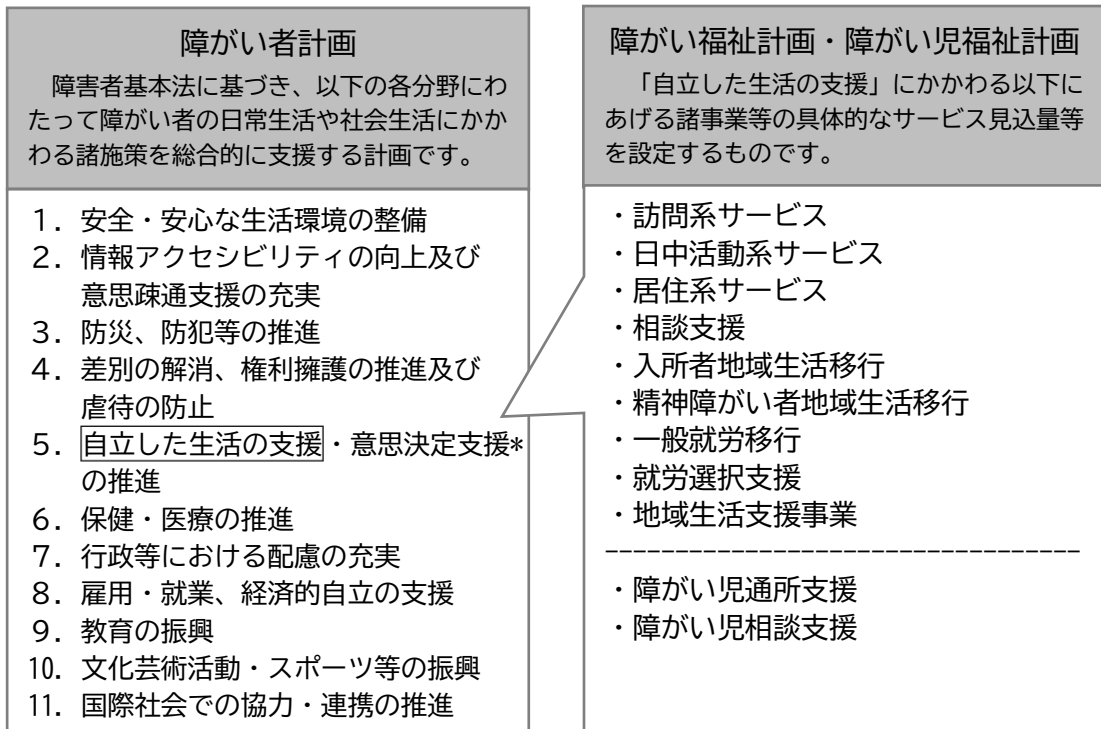 障がい者計画
障害者基本法に基づき、以下の各分野にわ
たって障がい者の日常生活や社会生活にかか
わる諸施策を総合的に支援する計画です。
1．安全・安心な生活環境の整備
2．情報アクセシビリティの向上及び
意思疎通支援の充実
3．防災、防犯等の推進
4．差別の解消、権利擁護の推進及び
虐待の防止
5．自立した生活の支援・意思決定支援*
の推進
6．保健・医療の推進
7．行政等における配慮の充実
8．雇用・就業、経済的自立の支援
9．教育の振興
10．文化芸術活動・スポーツ等の振興
11．国際社会での協力・連携の推進
障がい福祉計画・障がい児福祉計画
「自立した生活の支援」にかかわる以下に
あげる諸事業等の具体的なサービス見込量等
を設定するものです。
・訪問系サービス
・日中活動系サービス
・居住系サービス
・相談支援
・入所者地域生活移行
・精神障がい者地域生活移行
・一般就労移行
・就労選択支援
・地域生活支援事業
・障がい児通所支援
・障がい児相談支援